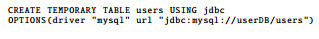 CREATE TEMPORARY TABLE users USING jdbc
OPTIONS(driver "mysql" url "jdbc:mysql://userDB/users")